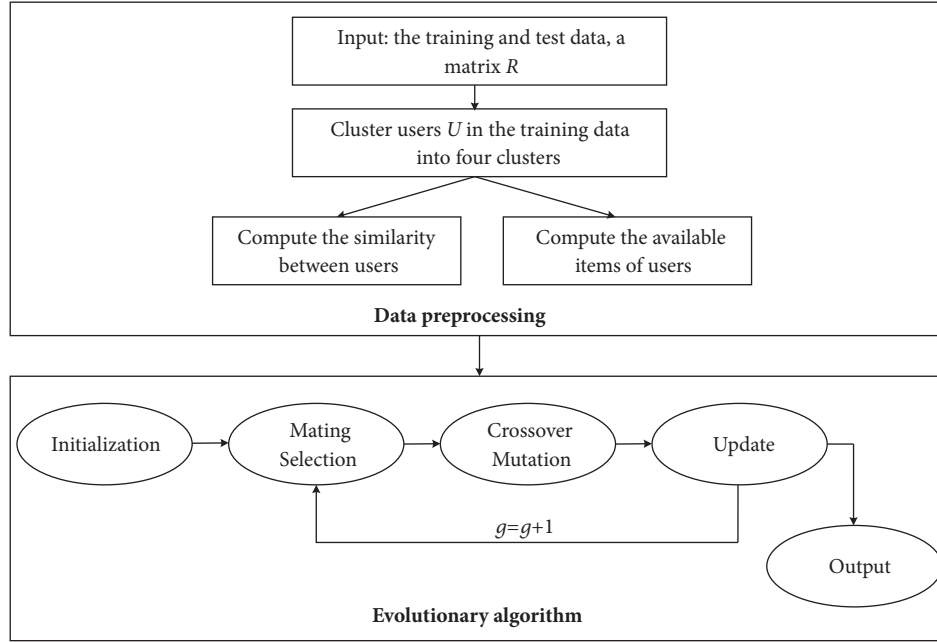 Input: the training and test data, a
matrix R
Cluster users U in the training data
into four clusters
Compute the similarity
between users
Compute the available
items of users
Data preprocessing
Initialization
Mating
Selection
Crossover
Mutation
Update
g=g+1
Output
Evolutionary algorithm